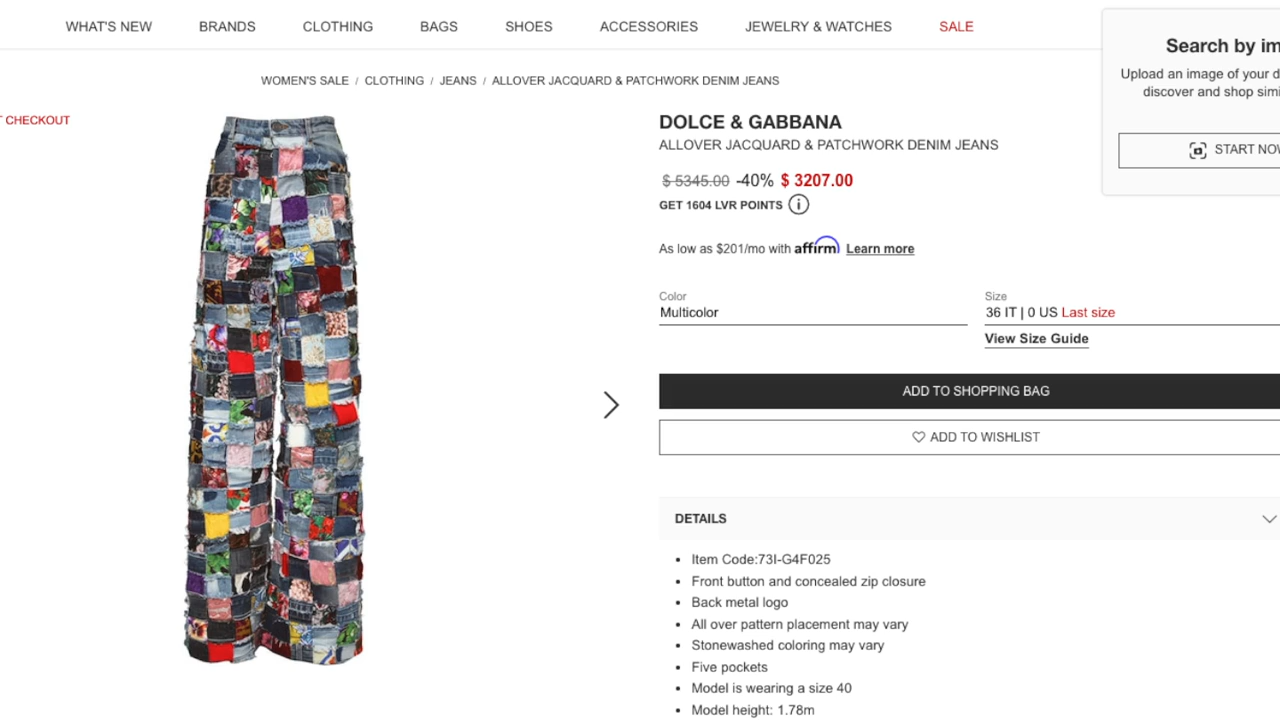 WHAT'S NEW BRANDS CLOTHING BAGS SHOES ACCESSORIES JEWELRY & WATCHES SALE
Search by im
Upload an image of your d
discover and shop simi
START NOW
WOMEN'S SALE / CLOTHING / JEANS / ALLOVER JACQUARD & PATCHWORK DENIM JEANS
T CHECKOUT
DOLCE & GABBANA
ALLOVER JACQUARD & PATCHWORK DENIM JEANS
$ 5345.00 -40% $ 3207.00
GET 1604 LVR POINTS i
As low as $201/mo with affirm Learn more
Color
Multicolor
Size
36 IT | 0 US Last size
View Size Guide
ADD TO SHOPPING BAG
ADD TO WISHLIST
DETAILS
• Item Code:73I-G4F025
• Front button and concealed zip closure
• Back metal logo
• All over pattern placement may vary
• Stonewashed coloring may vary
• Five pockets
• Model is wearing a size 40
• Model height: 1.78m